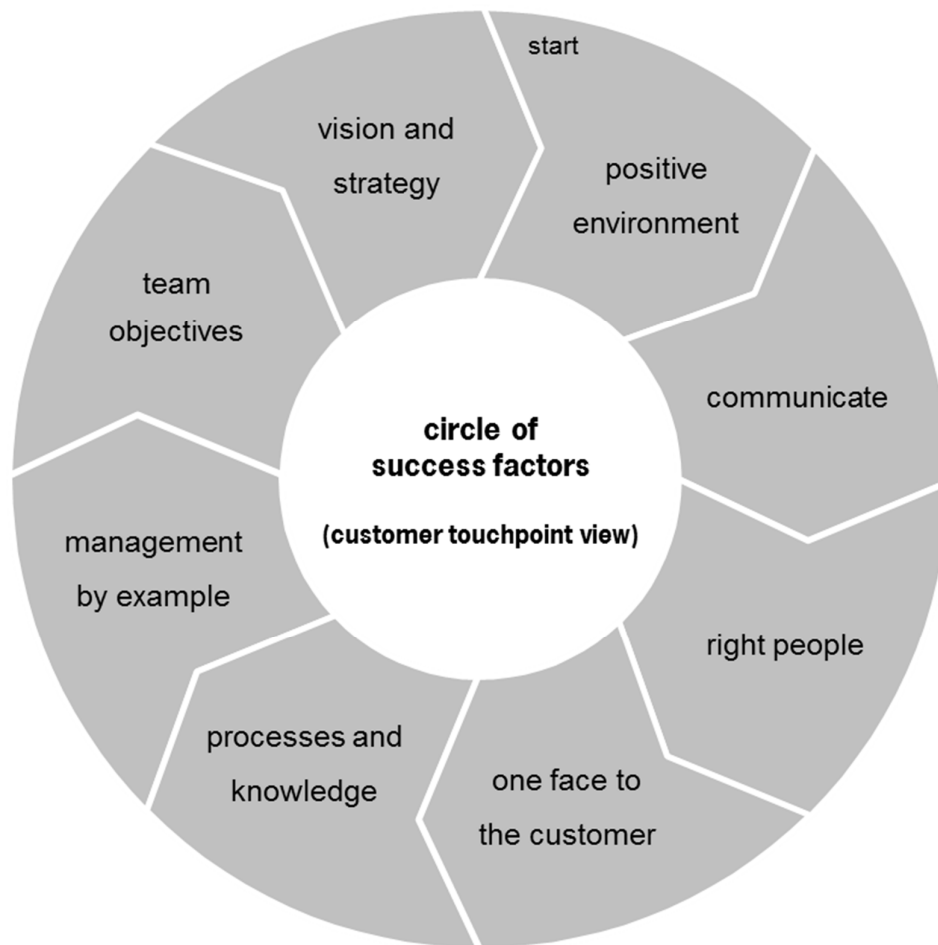 start
positive
environment
communicate
right people
one face to
the customer
processes and
knowledge
management
by example
team
objectives
vision and
strategy
circle of
success factors
(customer touchpoint view)